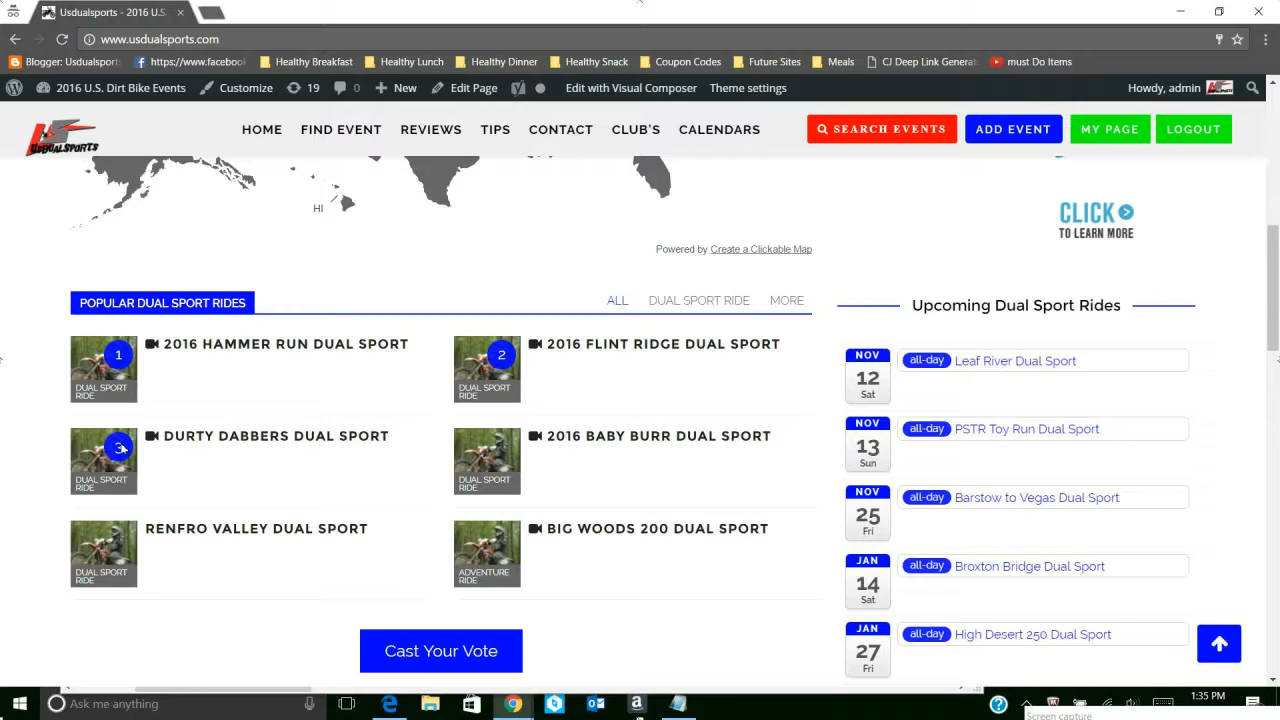 Usdualsports - 2016 U.S.
www.usdualsports.com
Blogger: Usdualsports
https://www.facebook
Healthy Breakfast
Healthy Lunch
Healthy Dinner
Healthy Snack
Coupon Codes
Future Sites
Meals
CJ Deep Link Generat
must Do Items
2016 U.S. Dirt Bike Events
Customize
19
0
New
Edit Page
Edit with Visual Composer
Theme settings
Howdy, admin
USDUALSPORTS
HOME
FIND EVENT
REVIEWS
TIPS
CONTACT
CLUB'S
CALENDARS
SEARCH EVENTS
ADD EVENT
MY PAGE
LOGOUT
HI
CLICK
TO LEARN MORE
Powered by Create a Clickable Map
POPULAR DUAL SPORT RIDES
ALL
DUAL SPORT RIDE
MORE
1
DUAL SPORT
RIDE
2016 HAMMER RUN DUAL SPORT
2
DUAL SPORT
RIDE
2016 FLINT RIDGE DUAL SPORT
3
DUAL SPORT
RIDE
DURTY DABBERS DUAL SPORT
DUAL SPORT
RIDE
2016 BABY BURR DUAL SPORT
DUAL SPORT
RIDE
RENFRO VALLEY DUAL SPORT
ADVENTURE
RIDE
BIG WOODS 200 DUAL SPORT
Cast Your Vote
Upcoming Dual Sport Rides
NOV
12
Sat
all-day Leaf River Dual Sport
NOV
13
Sun
all-day PSTR Toy Run Dual Sport
NOV
25
Fri
all-day Barstow to Vegas Dual Sport
JAN
14
Sat
all-day Broxton Bridge Dual Sport
JAN
27
Fri
all-day High Desert 250 Dual Sport
Ask me anything
1:35 PM
Screen capture